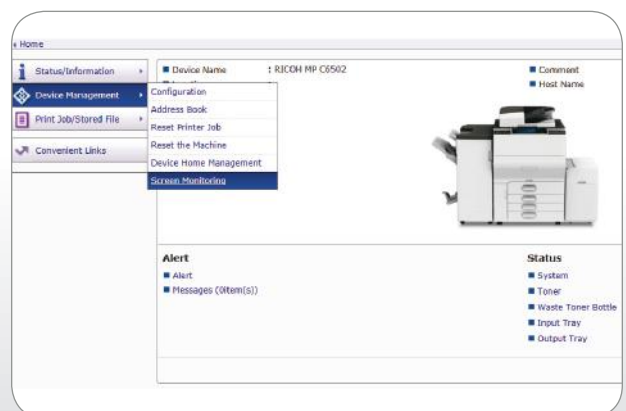 Home
Status/Information
Device Management
Print Job/Stored File
Convenient Links
Configuration
Address Book
Reset Printer Job
Reset the Machine
Device Home Management
Screen Monitoring
Device Name : RICOH MP C6502
Comment
Host Name
Alert
Alert
Messages (0item(s))
Status
System
Toner
Waste Toner Bottle
Input Tray
Output Tray